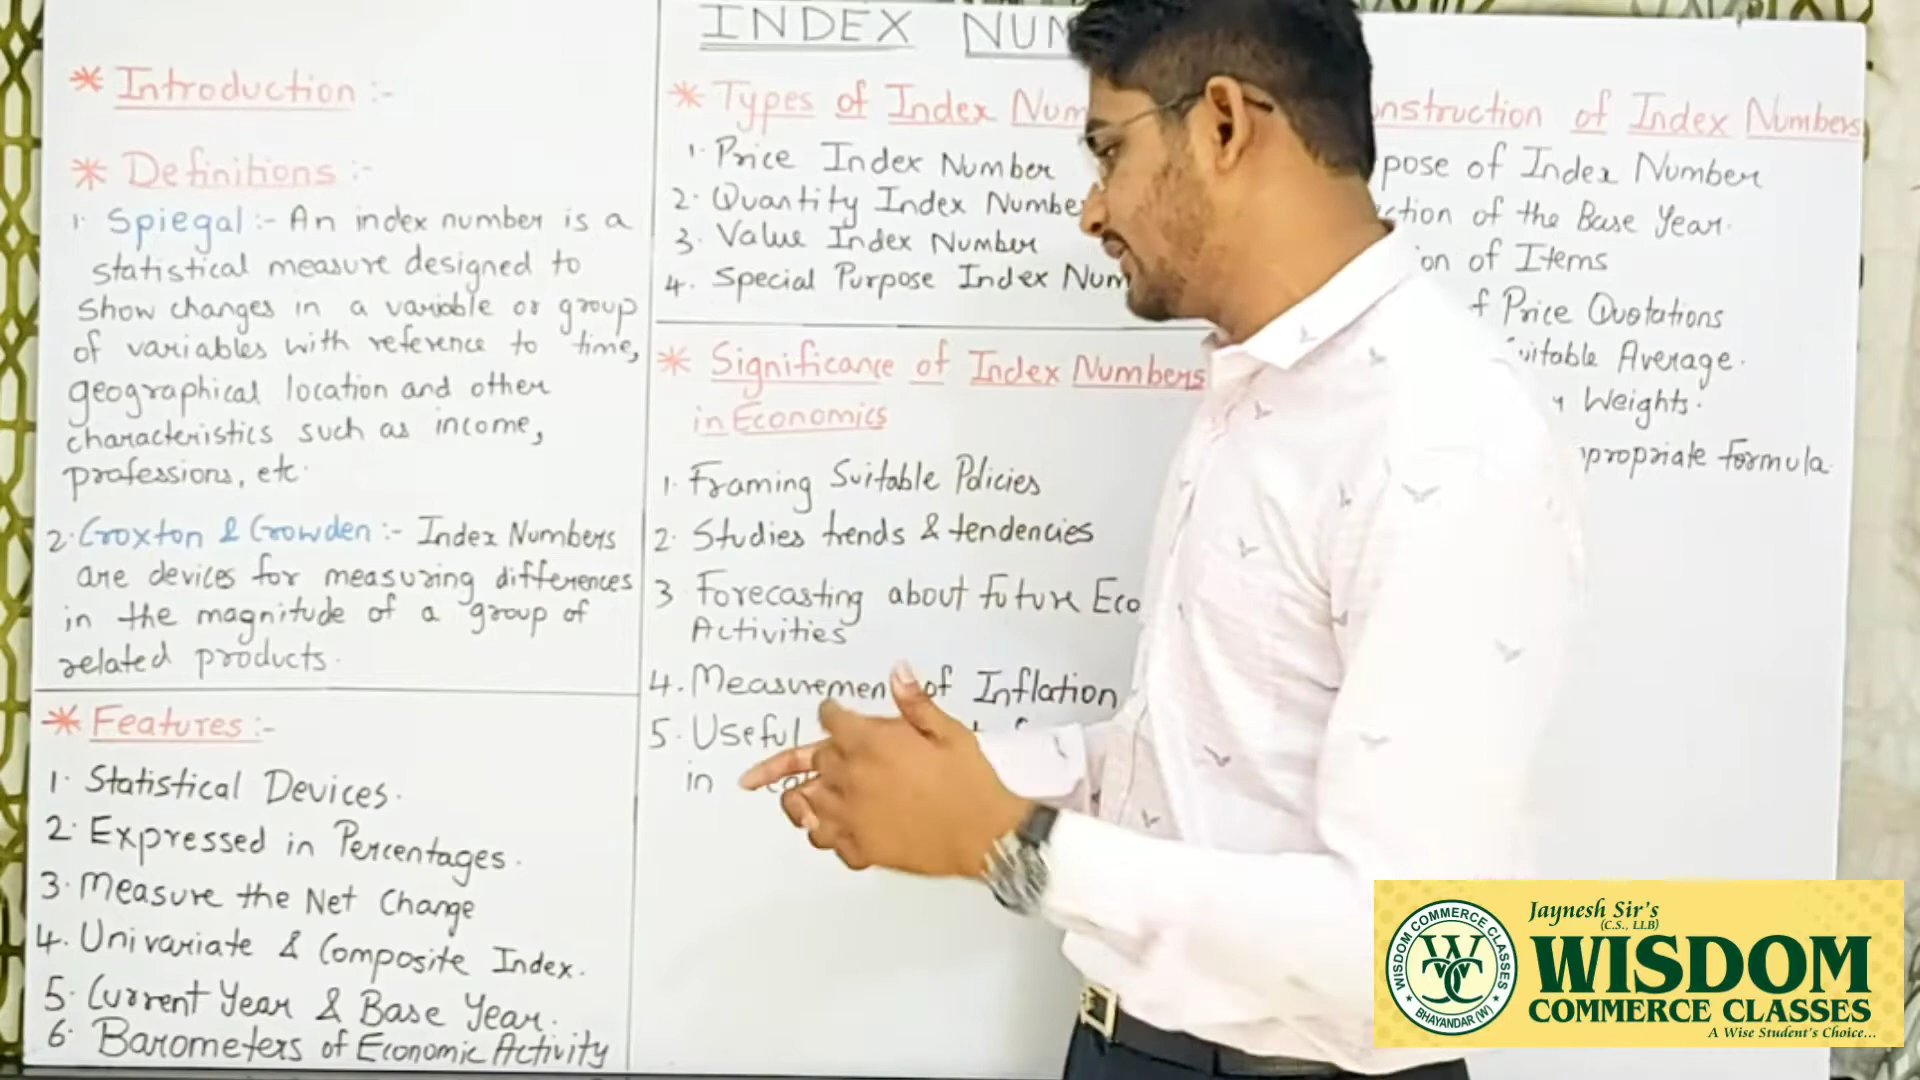 INDEX NUM
* Introduction :-
* Definitions :-
1. Spiegal :- An index number is a
statistical measure designed to
show changes in a variable or group
of variables with reference to time,
geographical location and other
characteristics such as income,
professions, etc.
2. Croxton & Crowden :- Index Numbers
are devices for measuring differences
in the magnitude of a group of
related products.
* Features :-
1. Statistical Devices.
2. Expressed in Percentages.
3. Measure the Net Change
4. Univariate & Composite Index.
5. Current Year & Base Year.
6. Barometers of Economic Activity
* Types of Index Num
1. Price Index Number
2. Quantity Index Numbe
3. Value Index Number
4. Special Purpose Index Num
* Significance of Index Numbers
in Economics
1. Framing Suitable Policies
2. Studies trends & tendencies
3 Forecasting about future Eco
Activities
4. Measuremen of Inflation
5. Useful
in
nstruction of Index Numbers
pose of Index Number
ction of the Base Year.
on of Items
f Price Quotations
uitable Average.
Weights.
propriate formula.
WISDOM COMMERCE CLASSES
WCC
BHAYANDAR (W)
Jaynesh Sir's
(C.S., LLB)
WISDOM
COMMERCE CLASSES
A Wise Student's Choice...